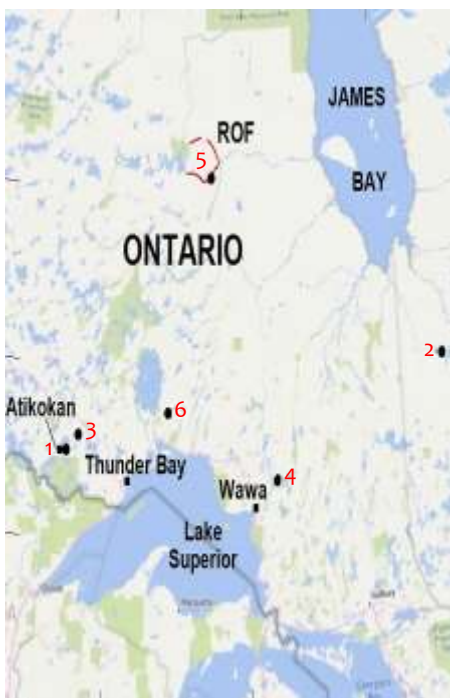 JAMES
ROF
5
BAY
ONTARIO
2
6
Atikokan
3
1
Thunder Bay
4
Wawa
Lake
Superior